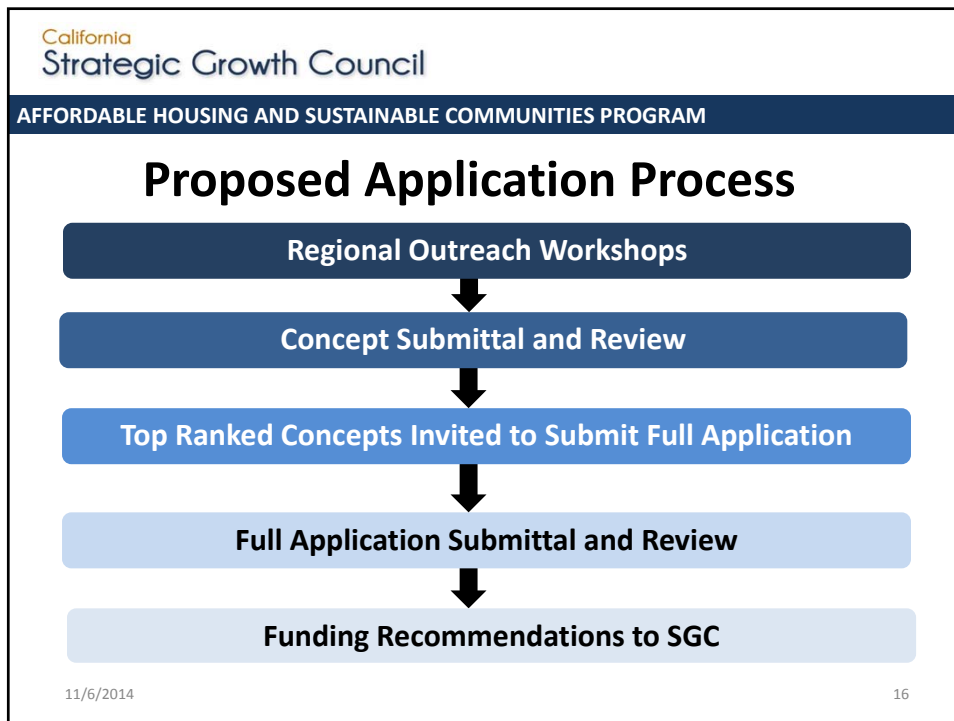 California
Strategic Growth Council
AFFORDABLE HOUSING AND SUSTAINABLE COMMUNITIES PROGRAM
Proposed Application Process
Regional Outreach Workshops
Concept Submittal and Review
Top Ranked Concepts Invited to Submit Full Application
Full Application Submittal and Review
Funding Recommendations to SGC
11/6/2014
16